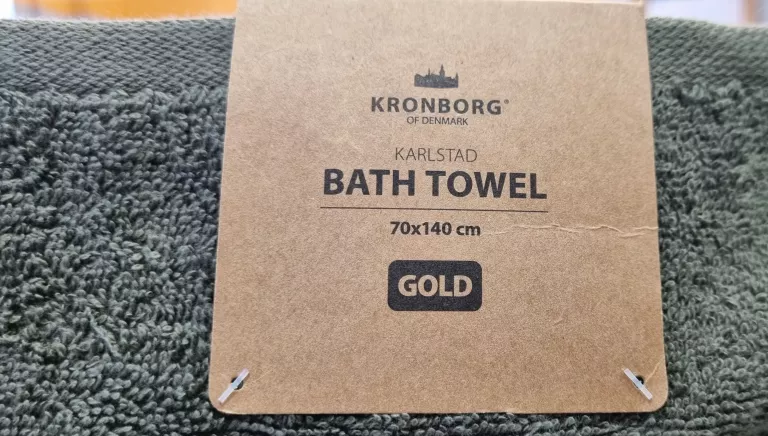 KRONBORG®
OF DENMARK
KARLSTAD
BATH TOWEL
70x140 cm
GOLD